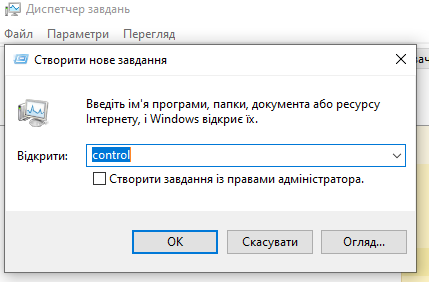 Диспетчер завдань
Файл Параметри Перегляд
Створити нове завдання
Введіть ім'я програми, папки, документа або ресурсу
Інтернету, і Windows відкриє їх.
Відкрити: control
Створити завдання із правами адміністратора.
ОК Скасувати Огляд...